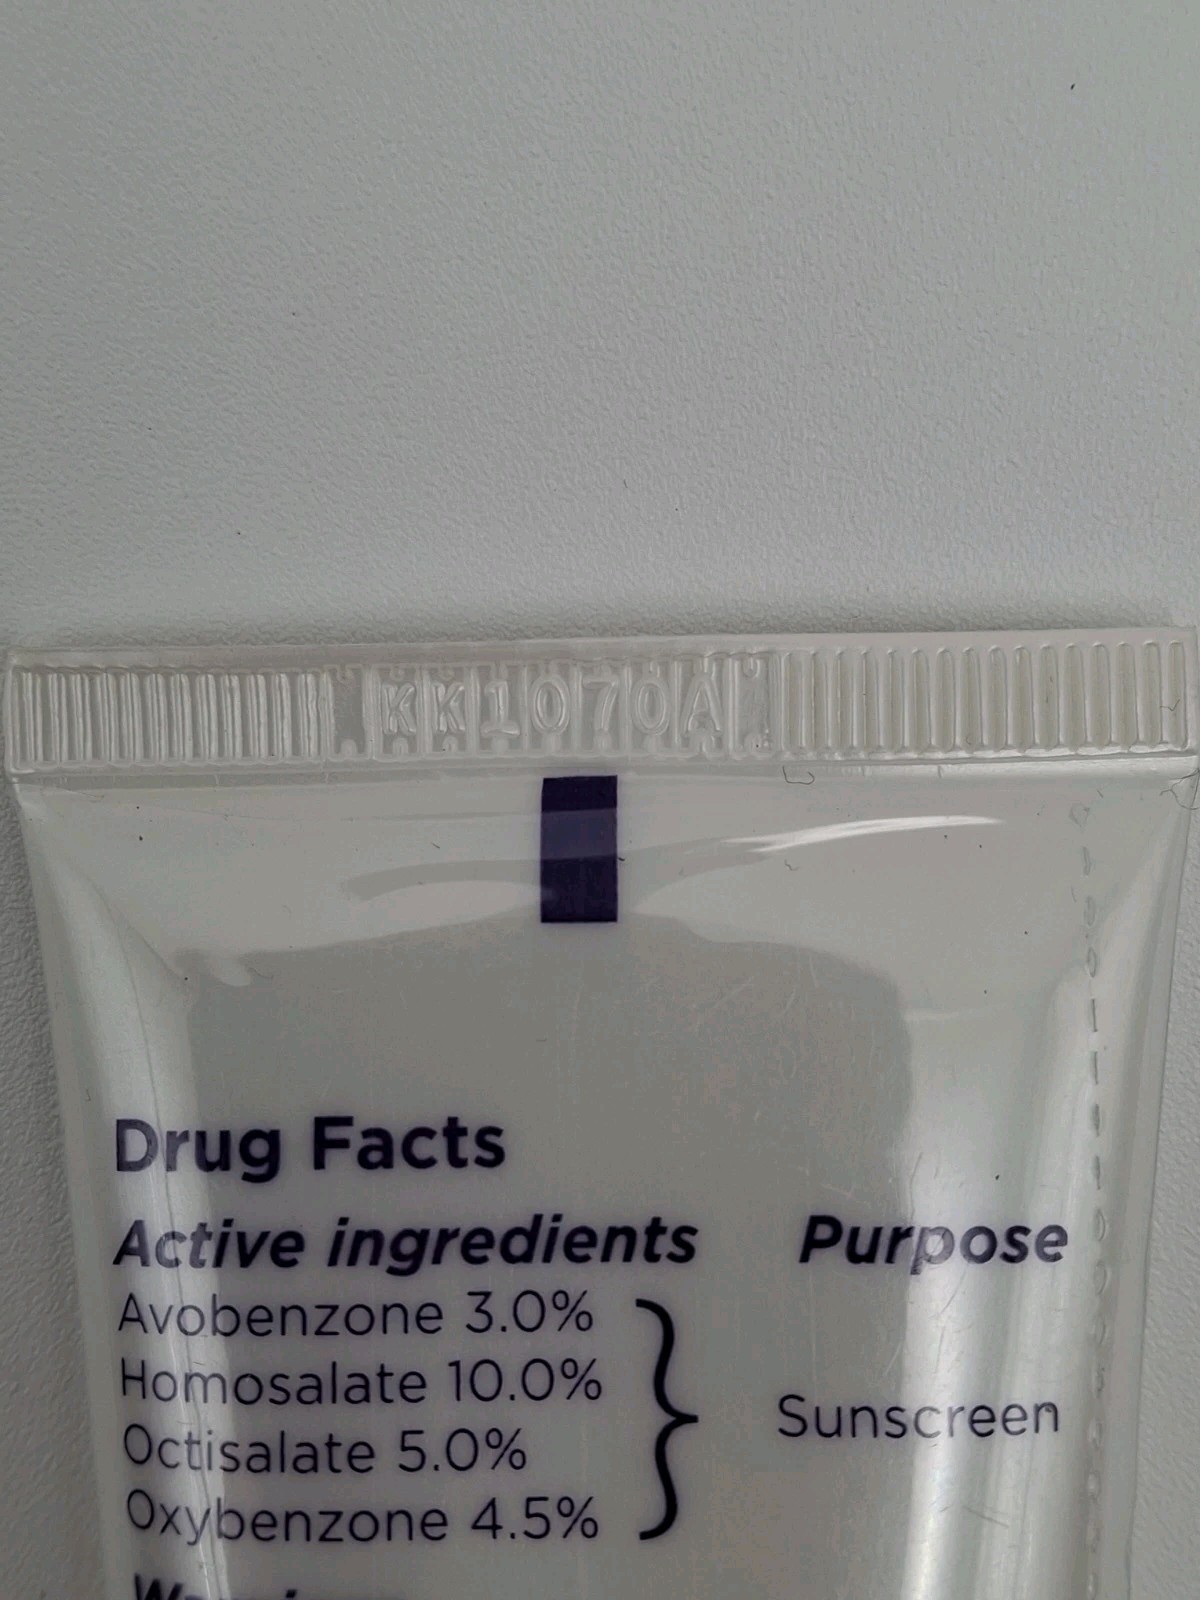 KK1070A
Drug Facts
Active ingredients Purpose
Avobenzone 3.0%
Homosalate 10.0%
Octisalate 5.0%
Oxybenzone 4.5%
Sunscreen